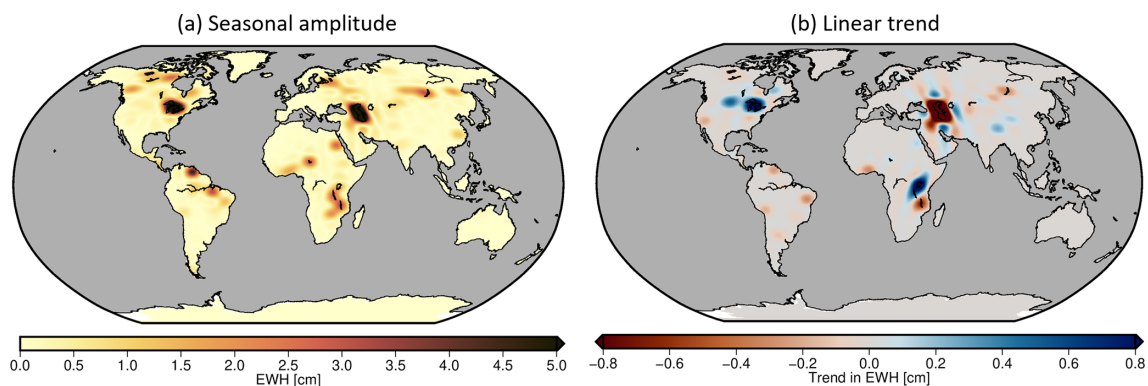 (a) Seasonal amplitude
(b) Linear trend
0.0 0.5 1.0 1.5 2.0 2.5 3.0 3.5 4.0 4.5 5.0
EWH [cm]
−0.8 −0.6 −0.4 −0.2 0.0 0.2 0.4 0.6 0.8
Trend in EWH [cm]